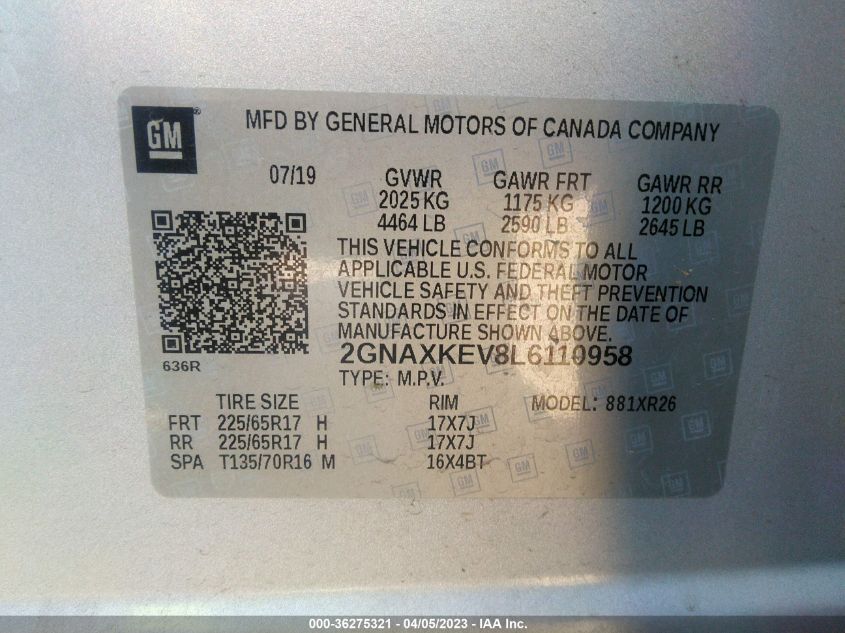 GM ®
MFD BY GENERAL MOTORS OF CANADA COMPANY
07/19 GVWR GAWR FRT GAWR RR
2025 KG 1175 KG 1200 KG
4464 LB 2590 LB 2645 LB
THIS VEHICLE CONFORMS TO ALL
APPLICABLE U.S. FEDERAL MOTOR
VEHICLE SAFETY AND THEFT PREVENTION
STANDARDS IN EFFECT ON THE DATE OF
MANUFACTURE SHOWN ABOVE.
2GNAXKEV8L6110958
636R
TYPE: M.P.V.
TIRE SIZE RIM MODEL: 881XR26
FRT 225/65R17 H 17X7J
RR 225/65R17 H 17X7J
SPA T135/70R16 M 16X4BT
000-36275321 - 04/05/2023 - IAA Inc.